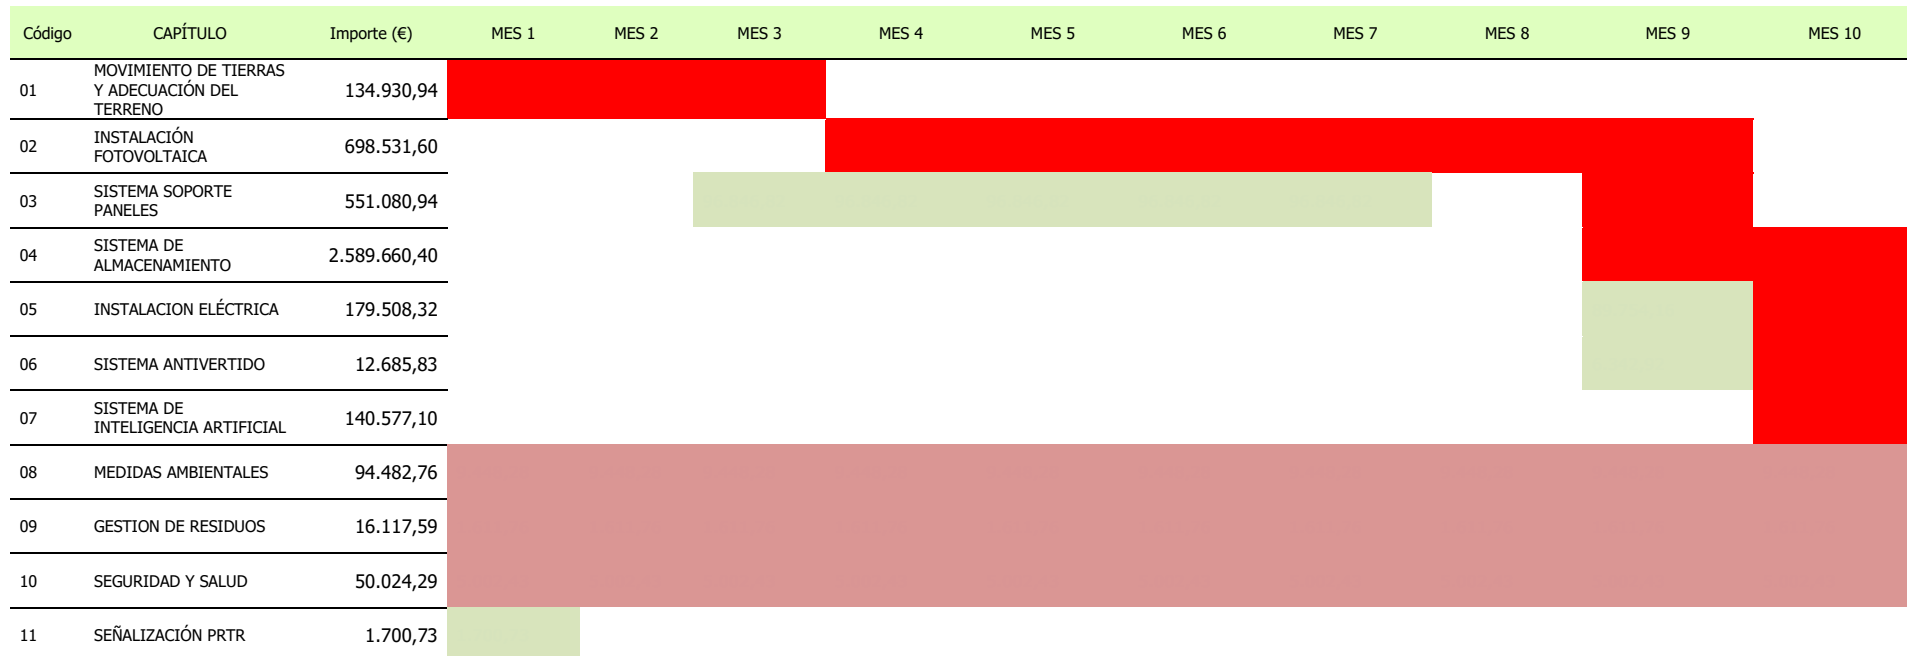 Código CAPÍTULO Importe (€) MES 1 MES 2 MES 3 MES 4 MES 5 MES 6 MES 7 MES 8 MES 9 MES 10
01 MOVIMIENTO DE TIERRAS
Y ADECUACIÓN DEL
TERRENO 134.930,94
02 INSTALACIÓN
FOTOVOLTAICA 698.531,60
03 SISTEMA SOPORTE
PANELES 551.080,94
04 SISTEMA DE
ALMACENAMIENTO 2.589.660,40
05 INSTALACION ELÉCTRICA 179.508,32
06 SISTEMA ANTIVERTIDO 12.685,83
07 SISTEMA DE
INTELIGENCIA ARTIFICIAL 140.577,10
08 MEDIDAS AMBIENTALES 94.482,76
09 GESTION DE RESIDUOS 16.117,59
10 SEGURIDAD Y SALUD 50.024,29
11 SEÑALIZACIÓN PRTR 1.700,73